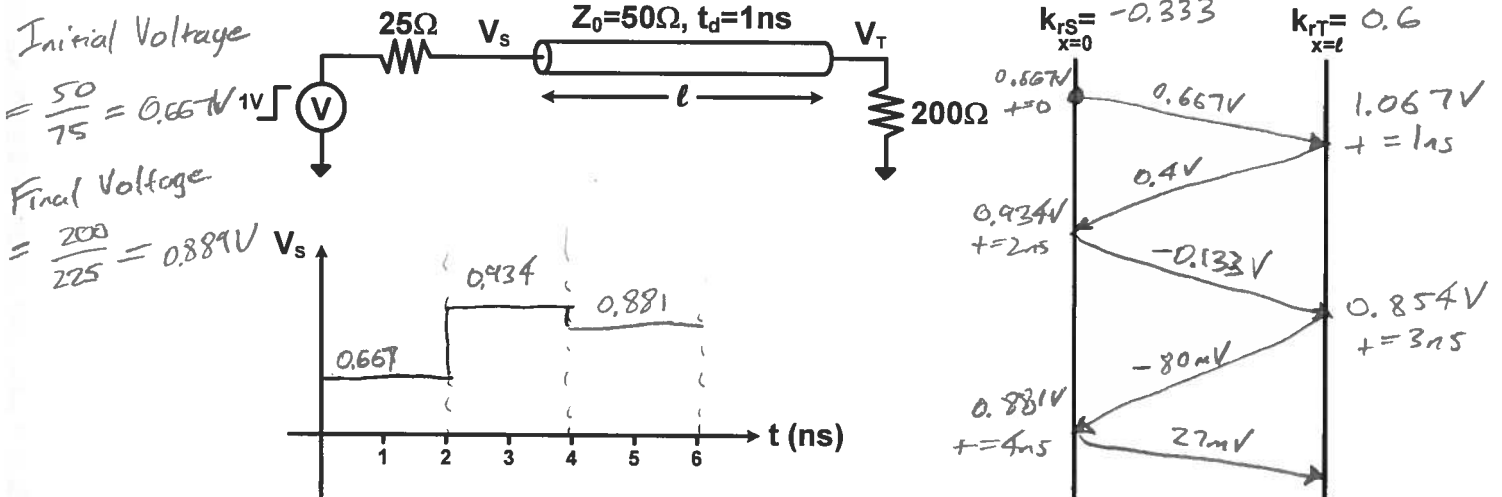 Initial Voltage
= 50/75 = 0.667V
Final Voltage
= 200/225 = 0.889V
1V
V
25Ω
VS
Z0=50Ω, td=1ns
ℓ
VT
200Ω
VS
0.667
0.934
0.881
1 2 3 4 5 6
t (ns)
krS= -0.333
x=0
krT= 0.6
x=ℓ
0.667V
t=0
0.667V
1.067V
t=1ns
0.4V
0.934V
t=2ns
-0.133V
0.854V
t=3ns
-80mV
0.881V
t=4ns
27mV